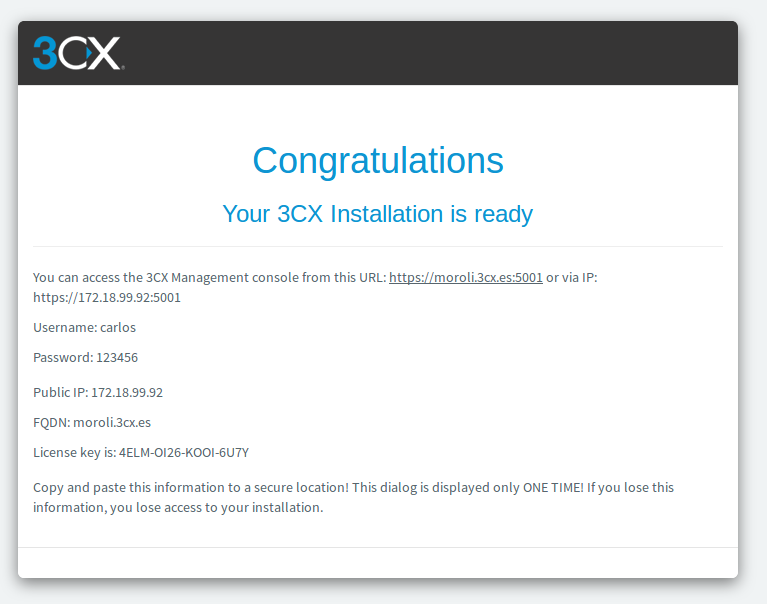 3CX
Congratulations
Your 3CX Installation is ready
You can access the 3CX Management console from this URL: https://moroli.3cx.es:5001 or via IP:
https://172.18.99.92:5001
Username: carlos
Password: 123456
Public IP: 172.18.99.92
FQDN: moroli.3cx.es
License key is: 4ELM-OI26-KOOI-6U7Y
Copy and paste this information to a secure location! This dialog is displayed only ONE TIME! If you lose this
information, you lose access to your installation.